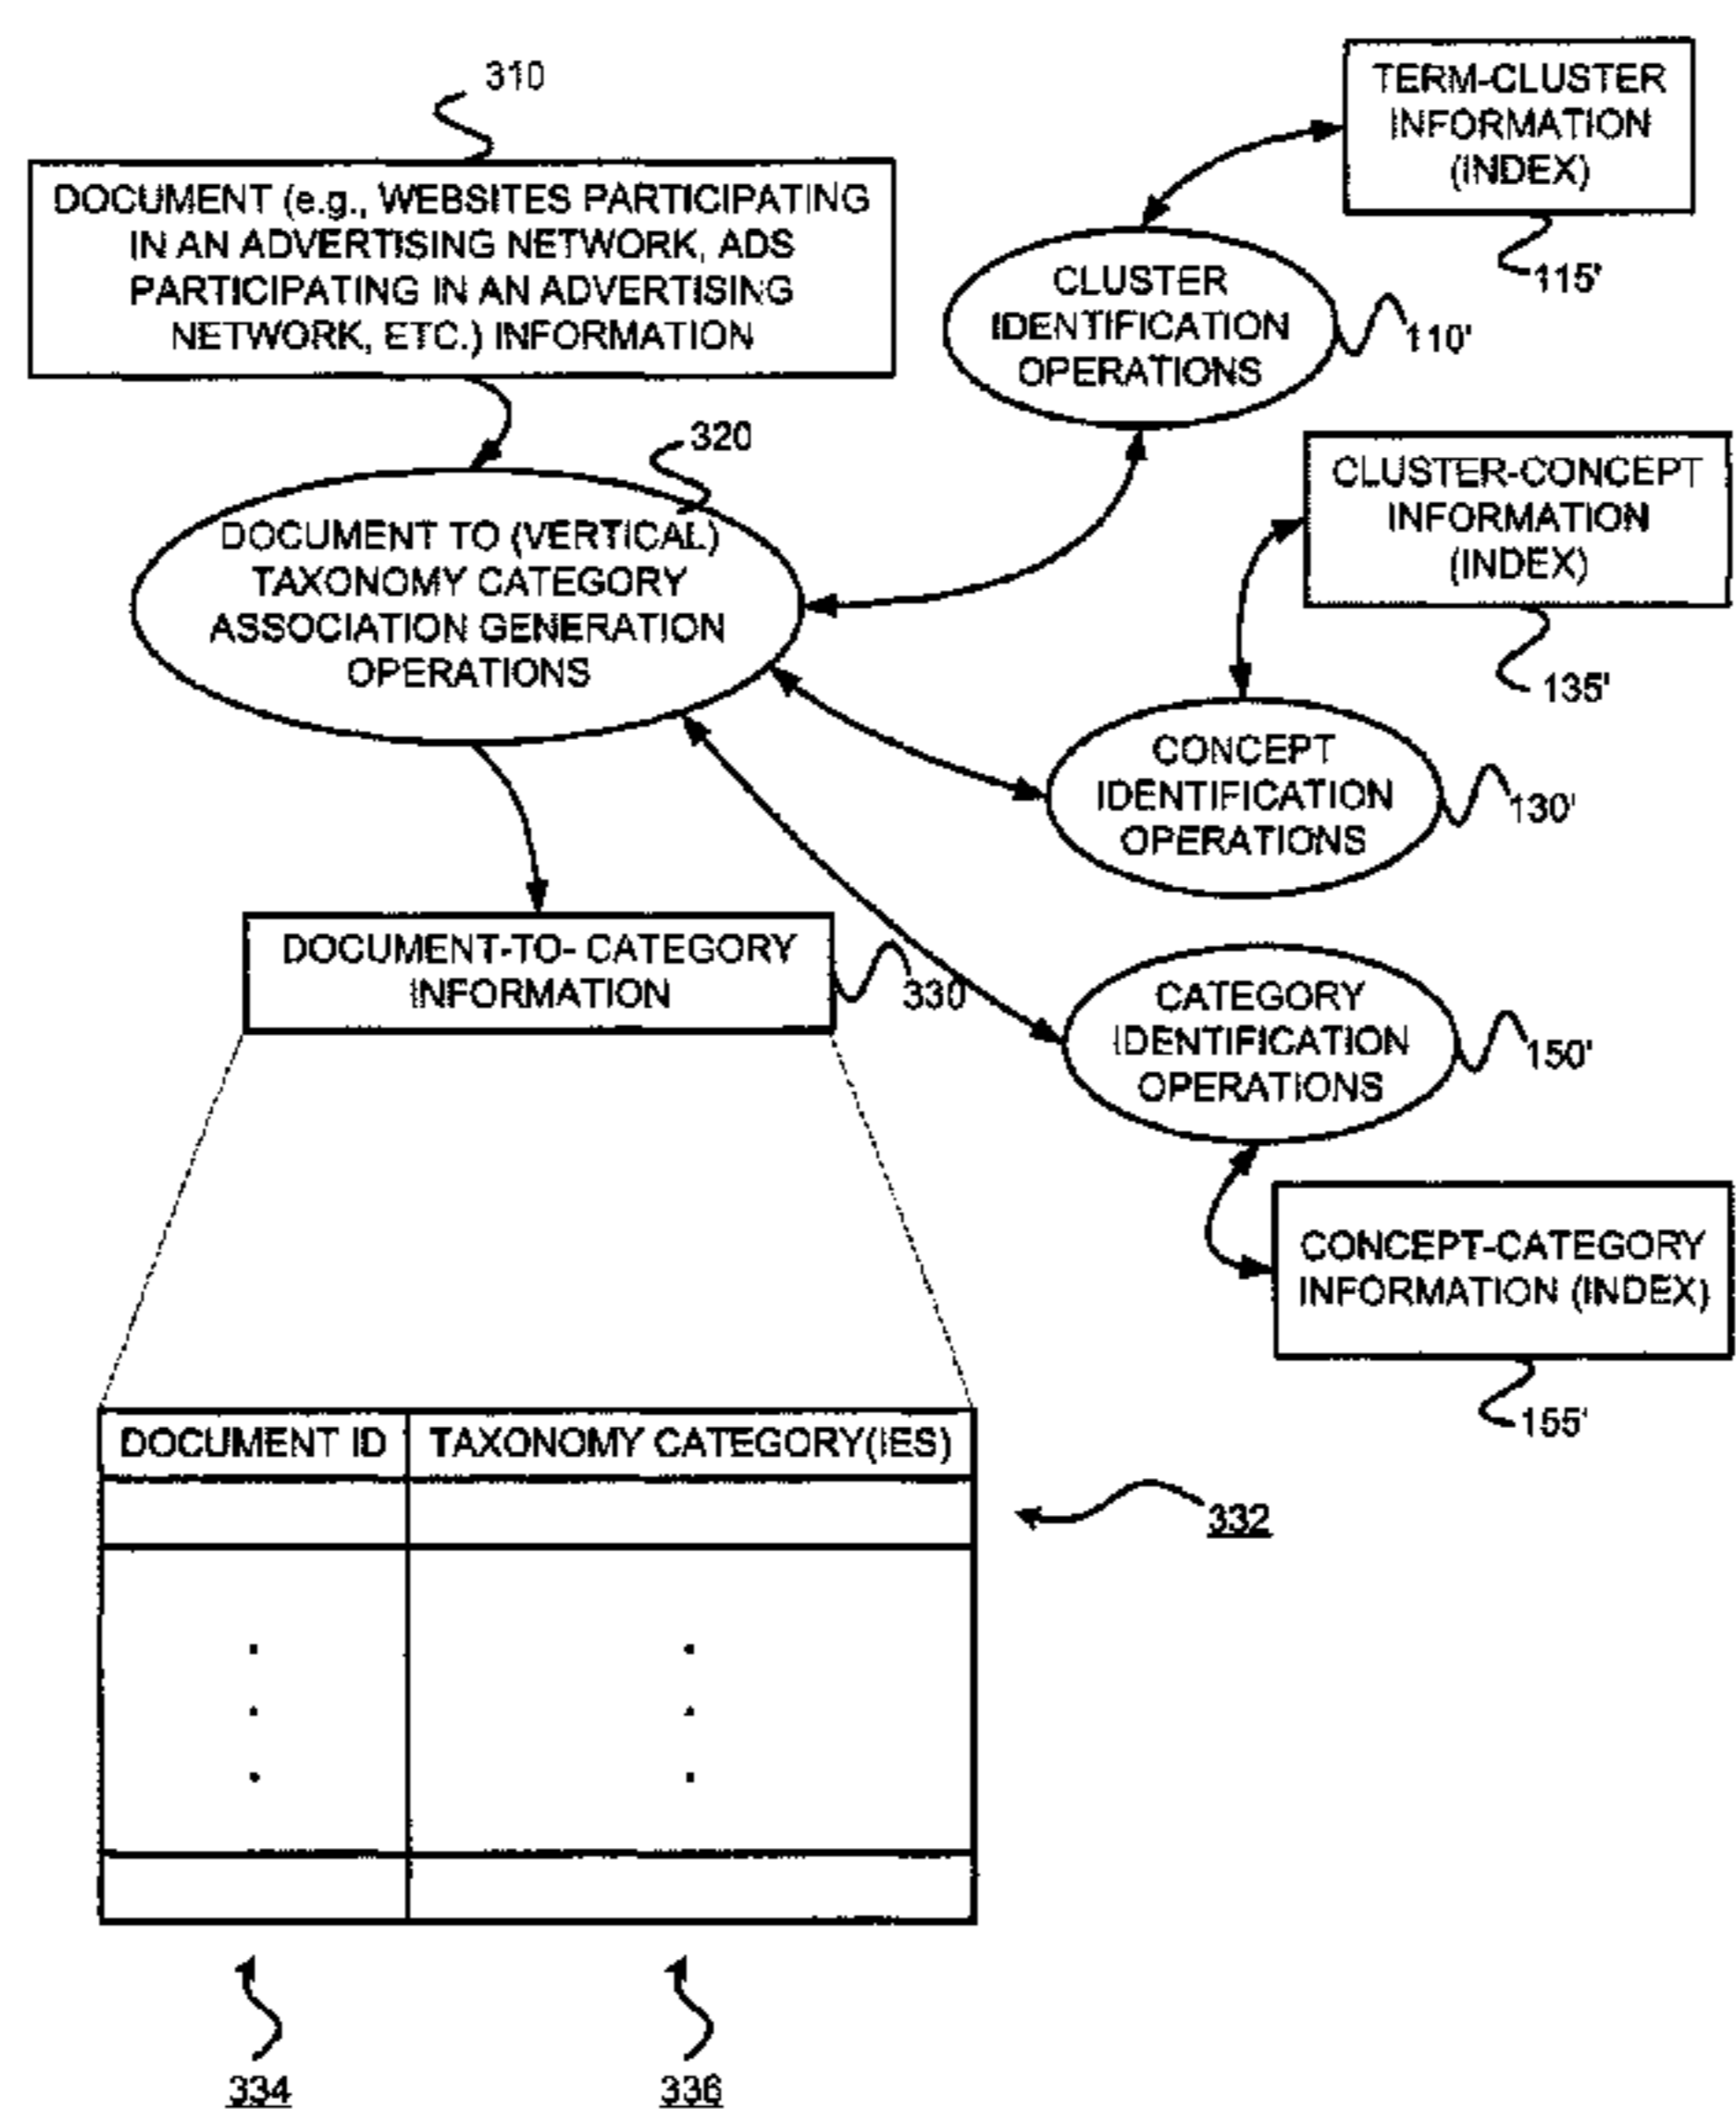 310
DOCUMENT (e.g., WEBSITES PARTICIPATING
IN AN ADVERTISING NETWORK, ADS
PARTICIPATING IN AN ADVERTISING
NETWORK, ETC.) INFORMATION
TERM-CLUSTER
INFORMATION
(INDEX)
115'
CLUSTER
IDENTIFICATION
OPERATIONS
110'
320
DOCUMENT TO (VERTICAL)
TAXONOMY CATEGORY
ASSOCIATION GENERATION
OPERATIONS
CLUSTER-CONCEPT
INFORMATION
(INDEX)
135'
CONCEPT
IDENTIFICATION
OPERATIONS
130'
DOCUMENT-TO- CATEGORY
INFORMATION
330
CATEGORY
IDENTIFICATION
OPERATIONS
150'
CONCEPT-CATEGORY
INFORMATION (INDEX)
155'
DOCUMENT ID
TAXONOMY CATEGORY(IES)
332
334
336